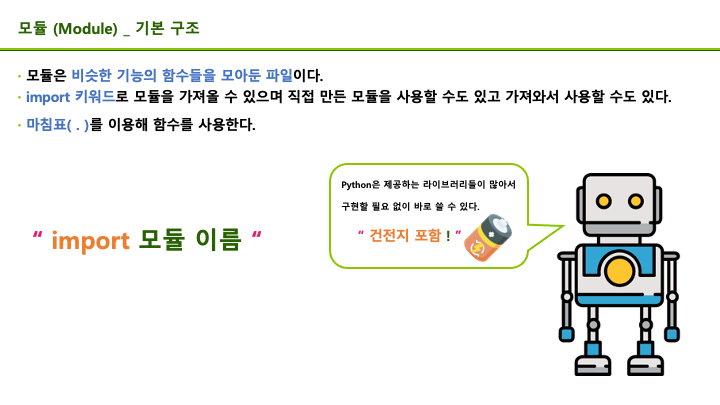 모듈 (Module) _ 기본 구조
· 모듈은 비슷한 기능의 함수들을 모아둔 파일이다.
· import 키워드로 모듈을 가져올 수 있으며 직접 만든 모듈을 사용할 수도 있고 가져와서 사용할 수도 있다.
· 마침표( . )를 이용해 함수를 사용한다.
Python은 제공하는 라이브러리들이 많아서
구현할 필요 없이 바로 쓸 수 있다.
“ 건전지 포함 ! ”
“ import 모듈 이름 “